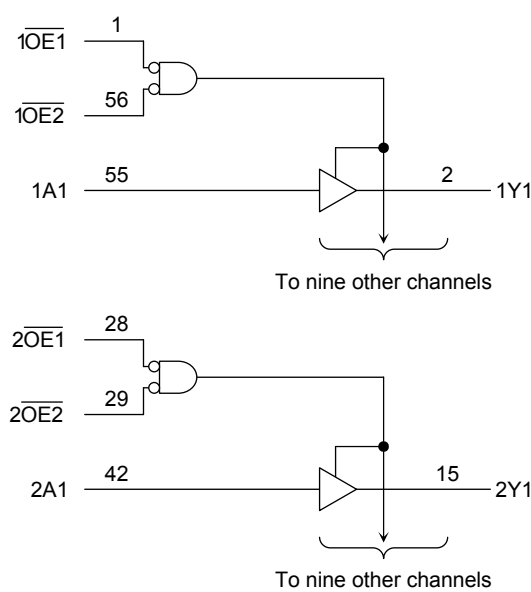 1OE1 1
1OE2 56
1A1 55 2 1Y1
To nine other channels
2OE1 28
2OE2 29
2A1 42 15 2Y1
To nine other channels